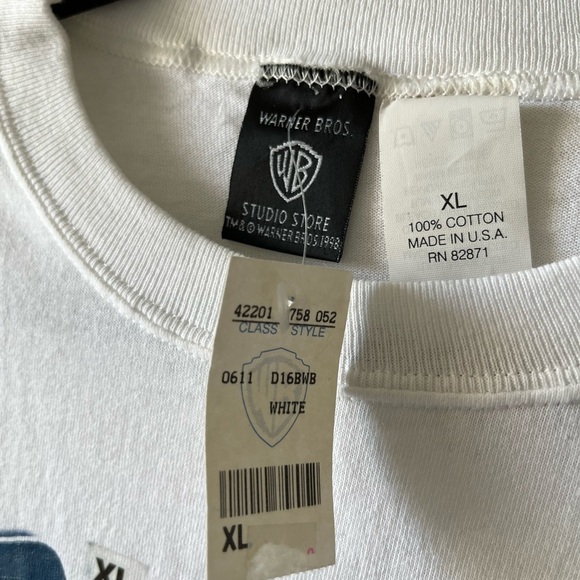 WARNER BROS.
WB
STUDIO STORE
TM & © WARNER BROS 1998
XL
100% COTTON
MADE IN U.S.A.
RN 82871
42201 758 052
CLASS STYLE
0611 D16BWB
WHITE
XL
XL